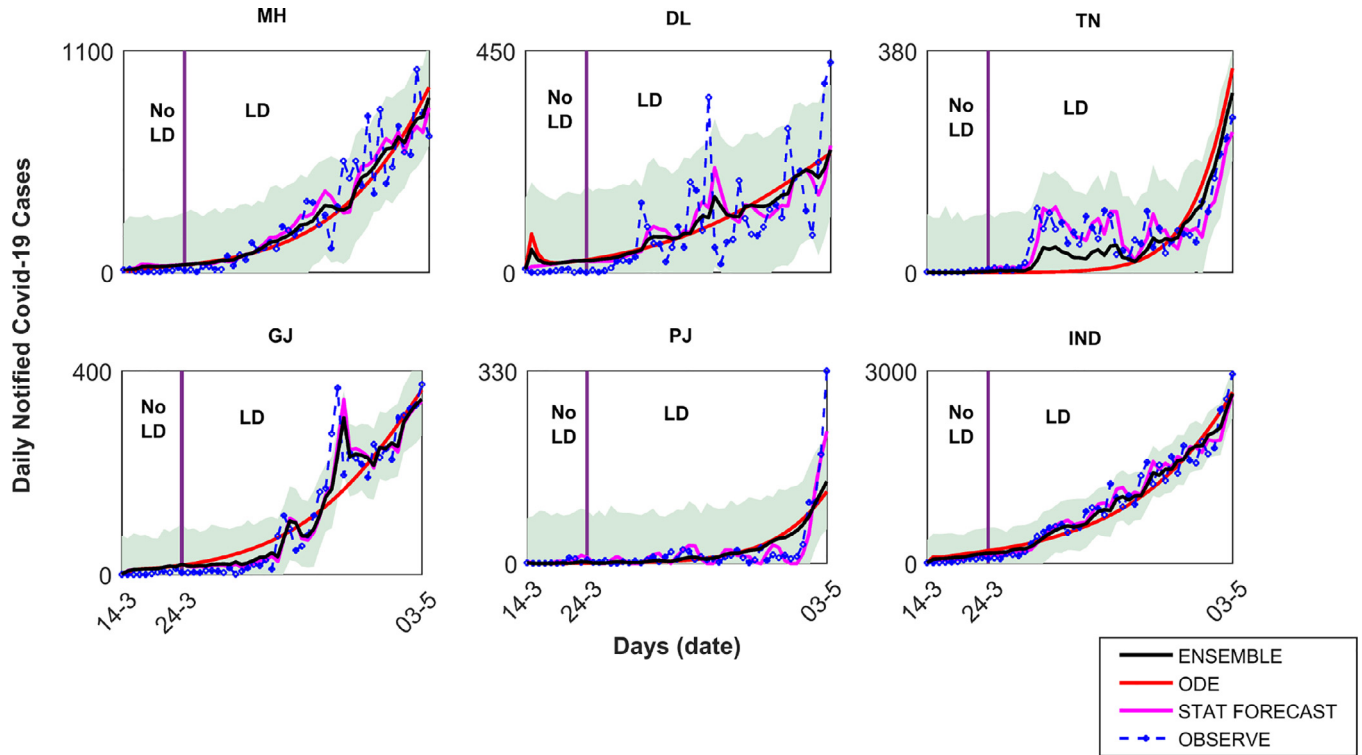 Daily Notified Covid-19 Cases
MH
1100
0
No
LD
LD
DL
450
0
No
LD
LD
TN
380
0
No
LD
LD
GJ
400
0
No
LD
LD
14-3
24-3
03-5
PJ
330
0
No
LD
LD
14-3
24-3
03-5
IND
3000
0
No
LD
LD
14-3
24-3
03-5
Days (date)
ENSEMBLE
ODE
STAT FORECAST
OBSERVE